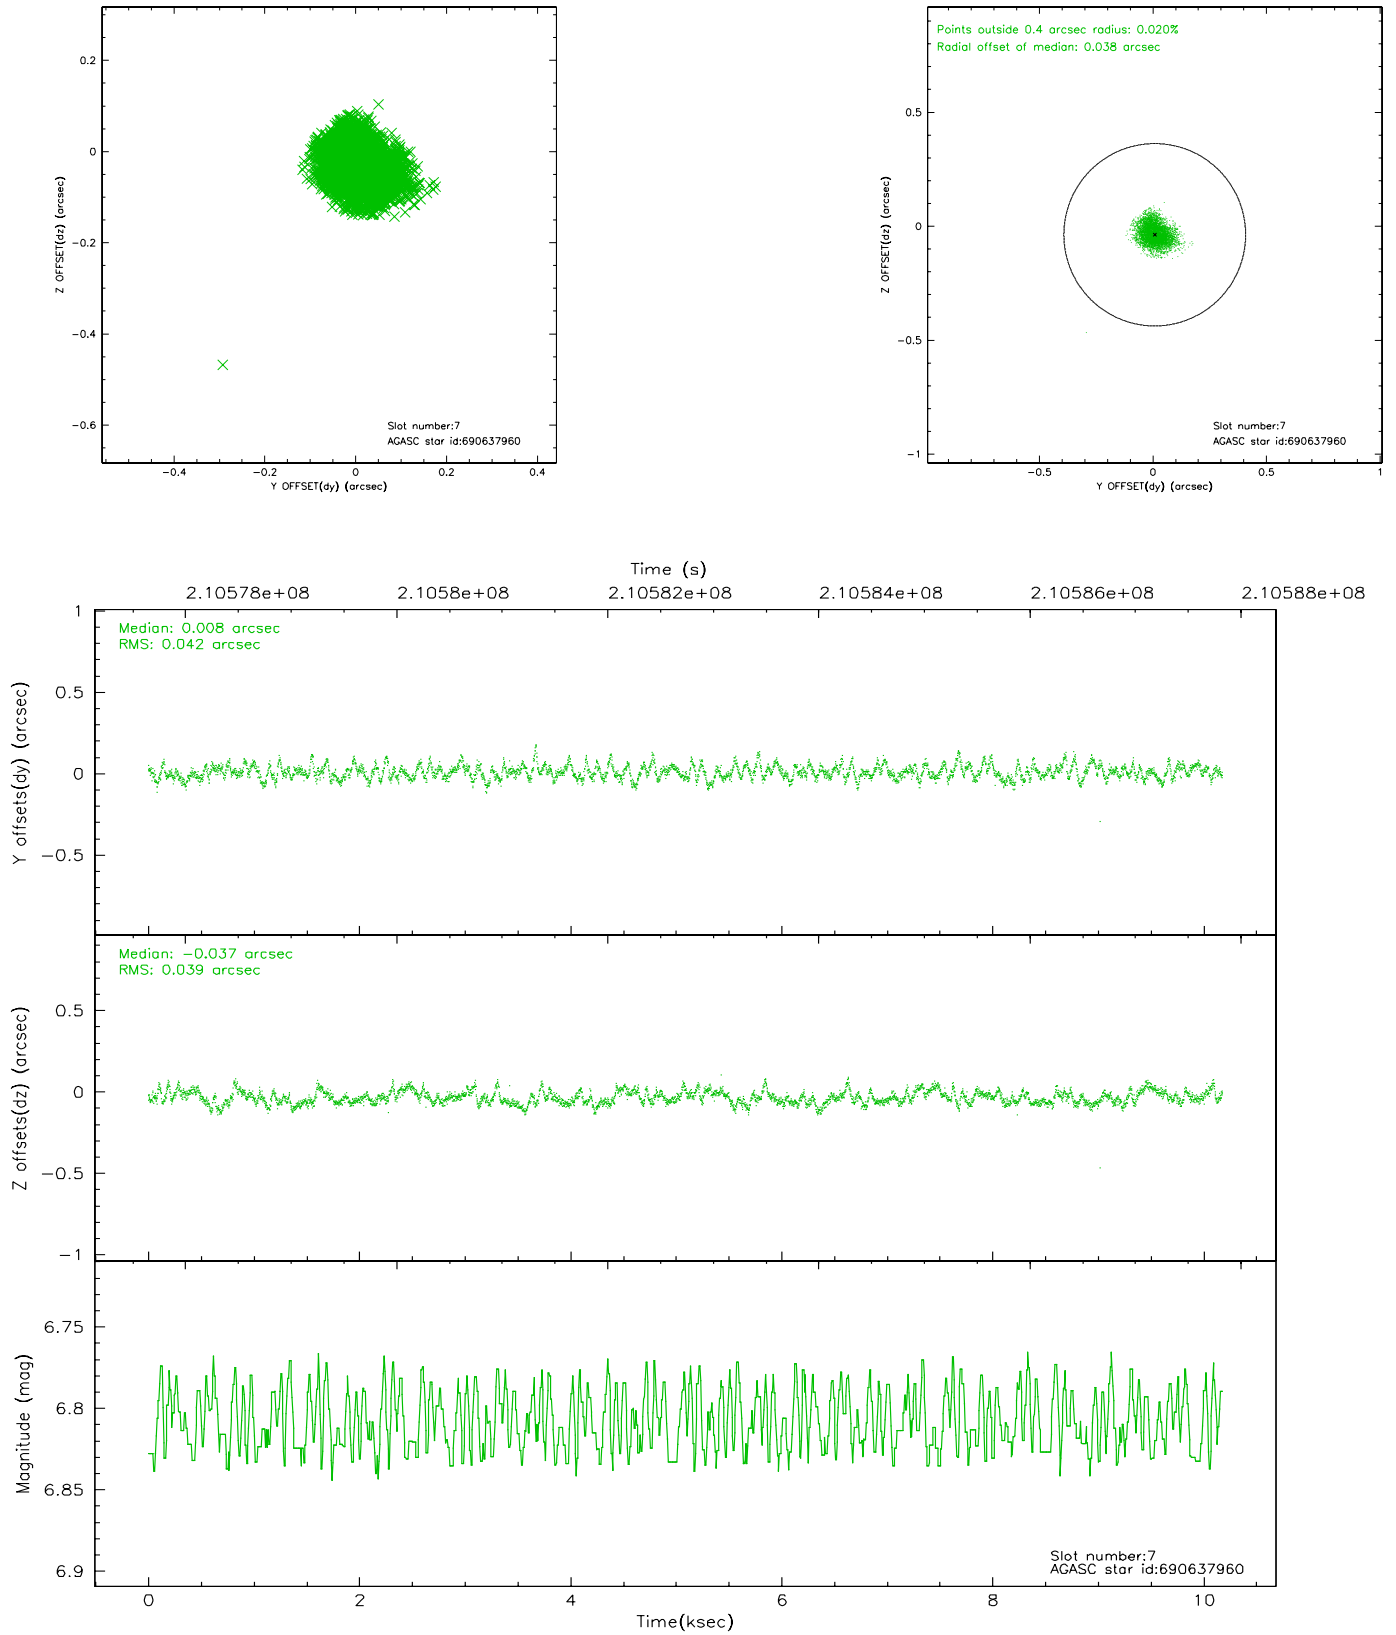 0.2
0
−0.2
−0.4
−0.6
Z OFFSET(dz) (arcsec)
Slot number:7
AGASC star id:690637960
−0.4 −0.2 0 0.2 0.4
Y OFFSET(dy) (arcsec)
Points outside 0.4 arcsec radius: 0.020%
Radial offset of median: 0.038 arcsec
0.5
0
−0.5
−1
Z OFFSET(dz) (arcsec)
Slot number:7
AGASC star id:690637960
−0.5 0 0.5 1
Y OFFSET(dy) (arcsec)
Time (s)
2.10578e+08 2.1058e+08 2.10582e+08 2.10584e+08 2.10586e+08 2.10588e+08
Median: 0.008 arcsec
RMS: 0.042 arcsec
1
0.5
0
−0.5
Y offsets(dy) (arcsec)
Median: −0.037 arcsec
RMS: 0.039 arcsec
0.5
0
−0.5
−1
Z offsets(dz) (arcsec)
6.75
6.8
6.85
6.9
Magnitude (mag)
Slot number:7
AGASC star id:690637960
0 2 4 6 8 10
Time(ksec)